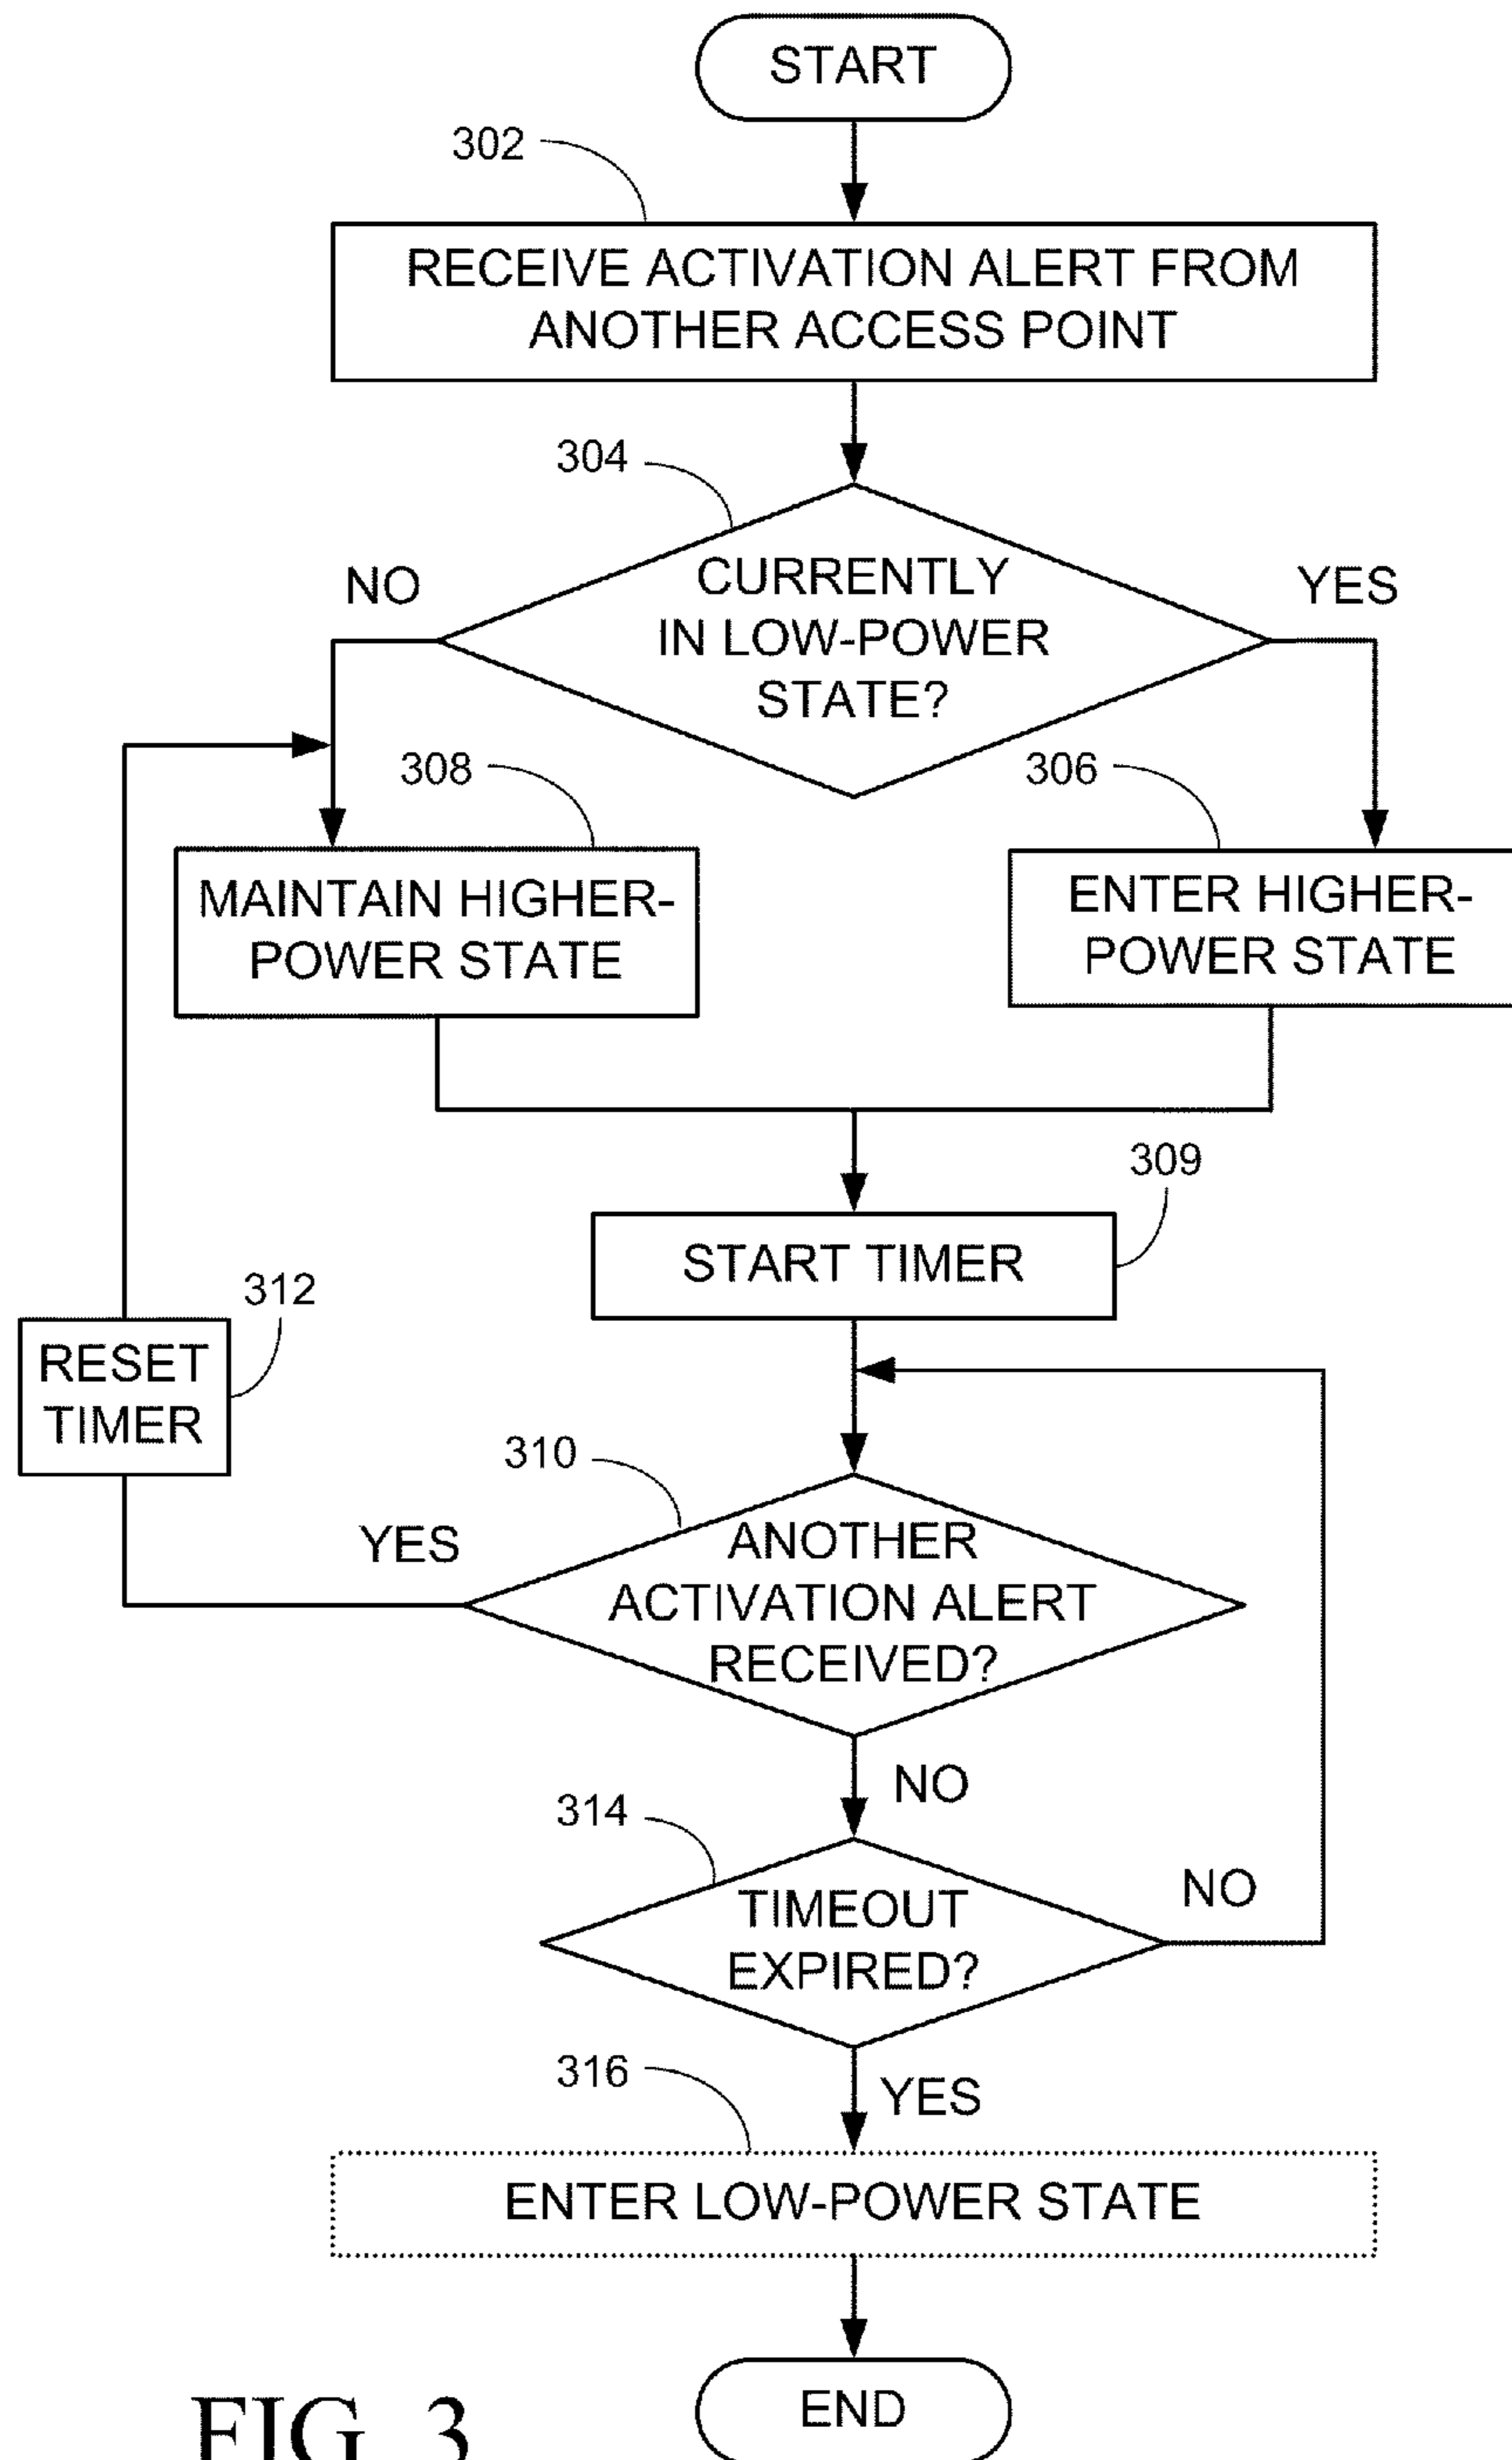 START
302
RECEIVE ACTIVATION ALERT FROM
ANOTHER ACCESS POINT
304
NO
CURRENTLY
IN LOW-POWER
STATE?
YES
308
306
MAINTAIN HIGHER-
POWER STATE
ENTER HIGHER-
POWER STATE
309
START TIMER
312
RESET
TIMER
310
YES
ANOTHER
ACTIVATION ALERT
RECEIVED?
NO
314
NO
TIMEOUT
EXPIRED?
316
YES
ENTER LOW-POWER STATE
END
FIG. 3